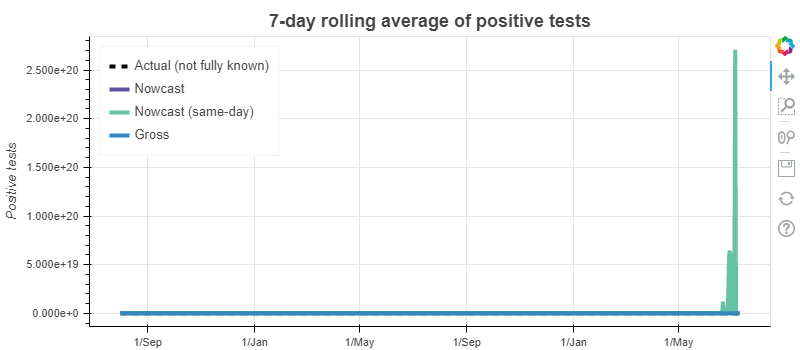 7-day rolling average of positive tests
Actual (not fully known)
Nowcast
Nowcast (same-day)
Gross
Positive tests
2.500e+20
2.000e+20
1.500e+20
1.000e+20
5.000e+19
0.000e+0
1/Sep 1/Jan 1/May 1/Sep 1/Jan 1/May